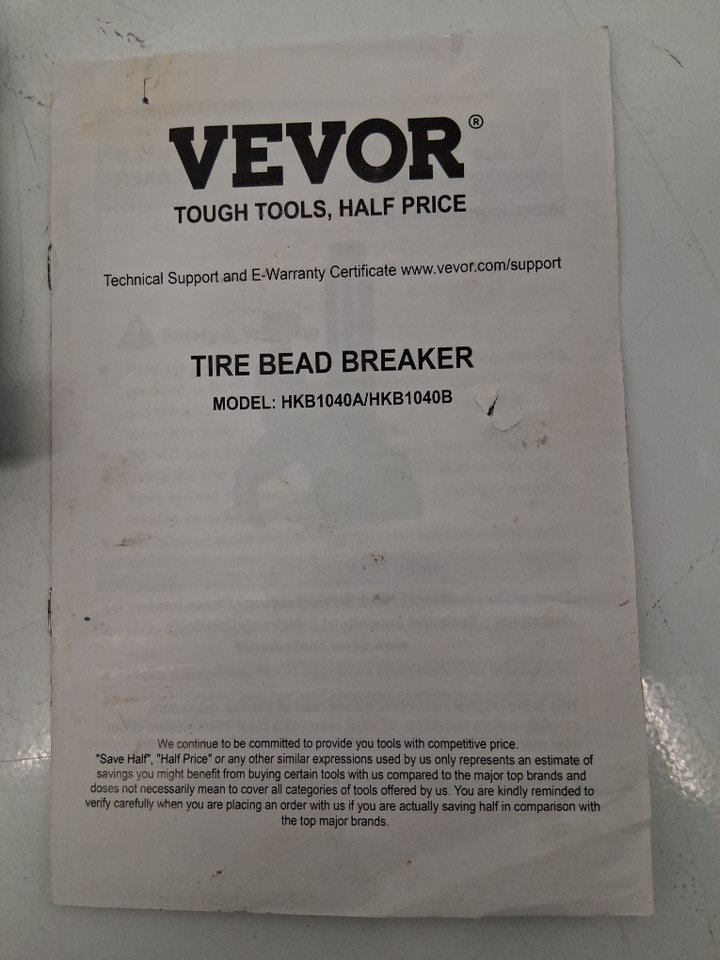 VEVOR®
TOUGH TOOLS, HALF PRICE
Technical Support and E-Warranty Certificate www.vevor.com/support
TIRE BEAD BREAKER
MODEL: HKB1040A/HKB1040B
We continue to be committed to provide you tools with competitive price.
"Save Half", "Half Price" or any other similar expressions used by us only represents an estimate of
savings you might benefit from buying certain tools with us compared to the major top brands and
doses not necessarily mean to cover all categories of tools offered by us. You are kindly reminded to
verify carefully when you are placing an order with us if you are actually saving half in comparison with
the top major brands.